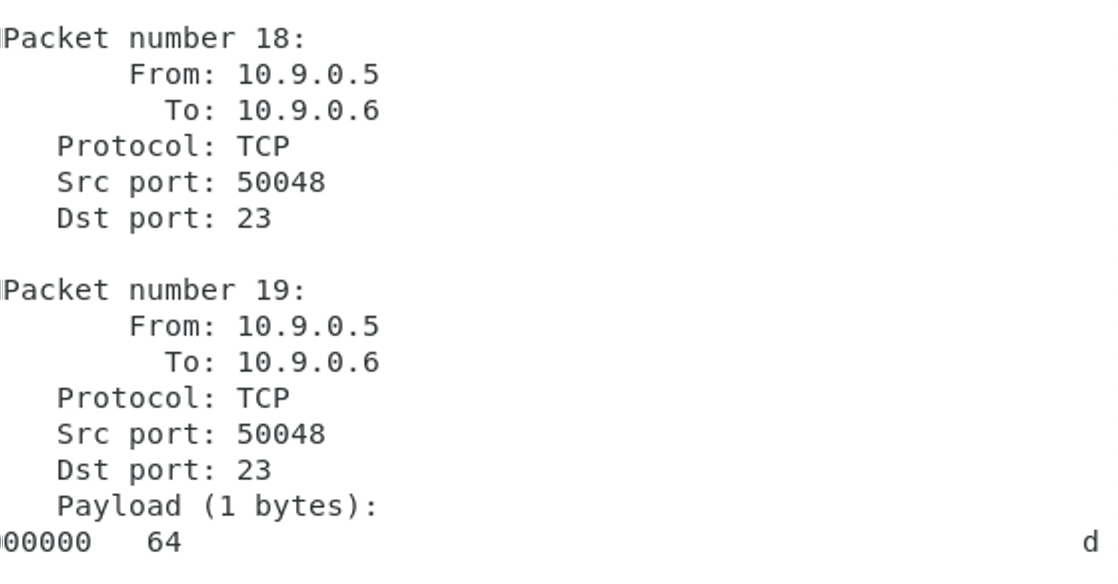 Packet number 18:
From: 10.9.0.5
To: 10.9.0.6
Protocol: TCP
Src port: 50048
Dst port: 23
Packet number 19:
From: 10.9.0.5
To: 10.9.0.6
Protocol: TCP
Src port: 50048
Dst port: 23
Payload (1 bytes):
00000   64   d